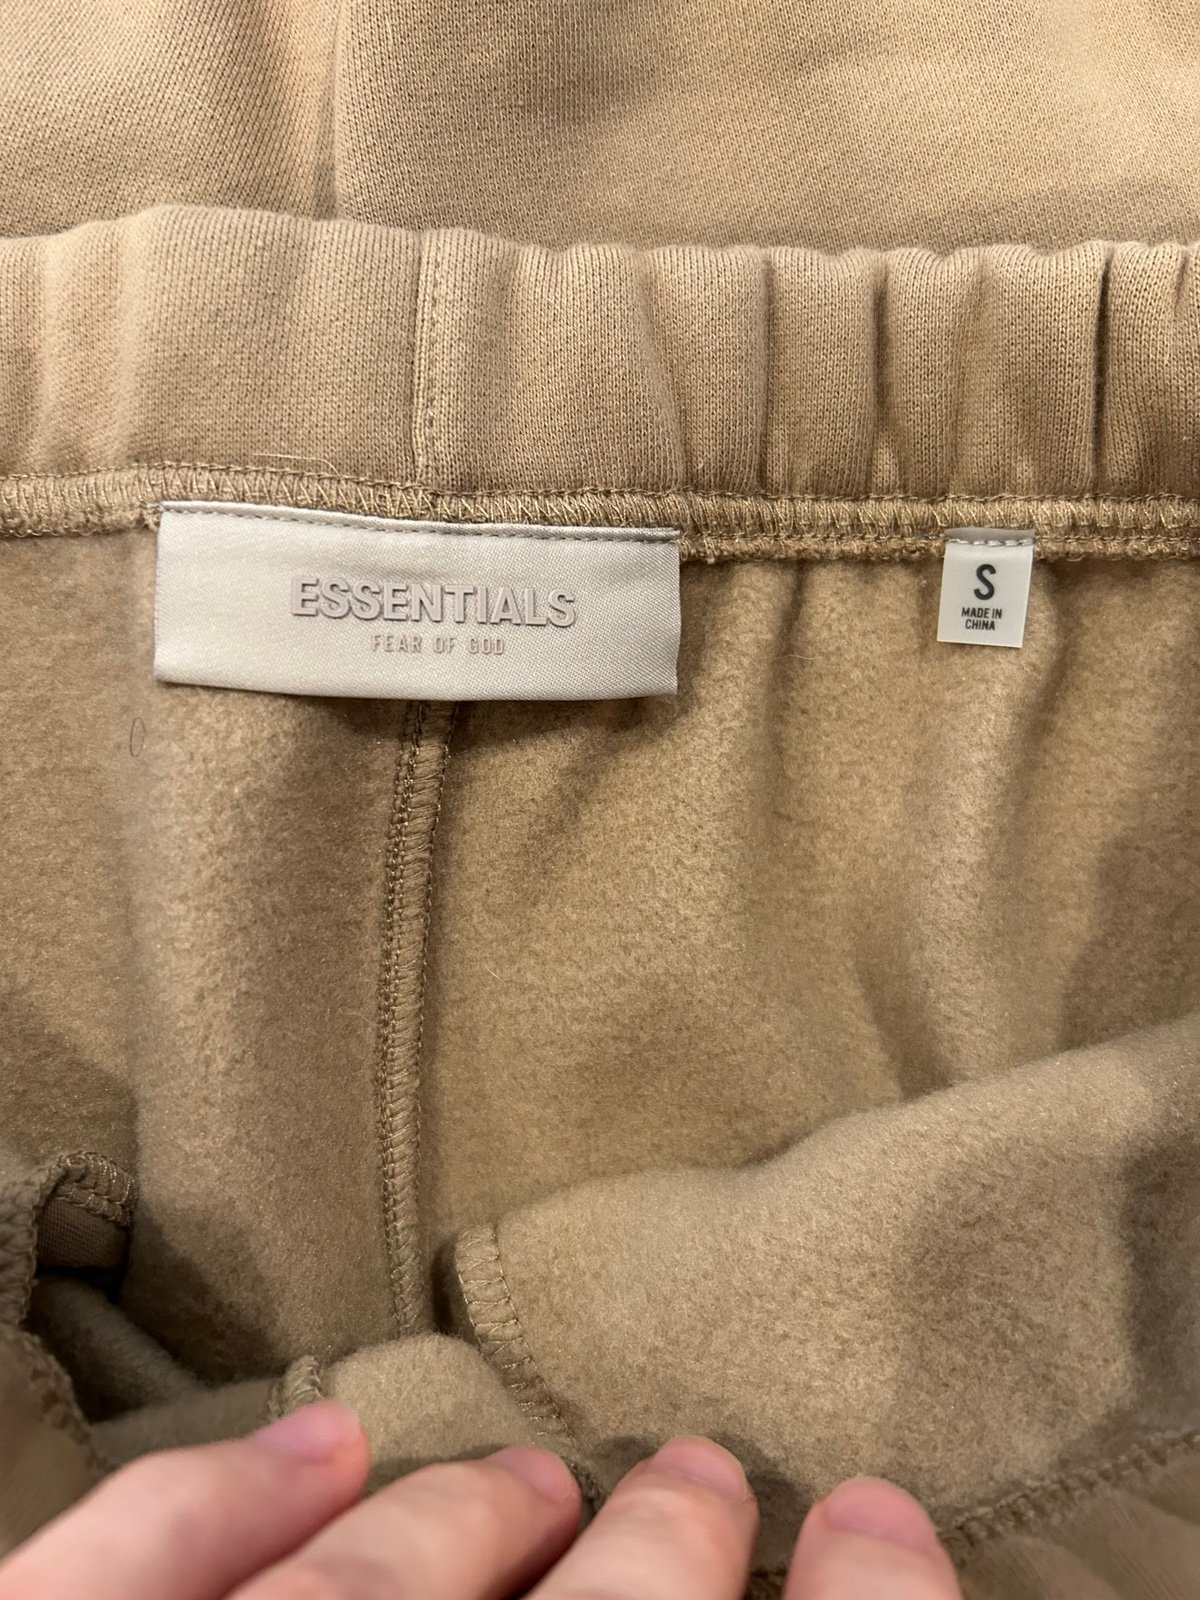 ESSENTIALS
FEAR OF GOD
S
MADE IN
CHINA